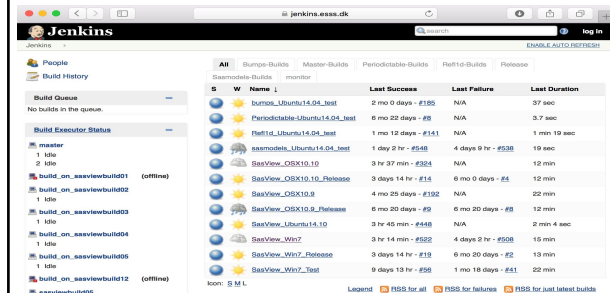 jenkins.esss.dk
Jenkins
search
log in
Jenkins
ENABLE AUTO REFRESH
People
Build History
Build Queue
No builds in the queue.
Build Executor Status
master
1 Idle
2 Idle
build_on_sasviewbuild01 (offline)
build_on_sasviewbuild02
1 Idle
build_on_sasviewbuild03
1 Idle
build_on_sasviewbuild04
1 Idle
build_on_sasviewbuild05
1 Idle
build_on_sasviewbuild12 (offline)
sasviewbuild05
All Bumps-Builds Master-Builds Periodictable-Builds Refl1d-Builds Release
Sasmodels-Builds monitor
S W Name ↓ Last Success Last Failure Last Duration
bumps_Ubuntu14.04_test 2 mo 0 days - #185 N/A 37 sec
Periodictable-Ubuntu14.04_test 6 mo 22 days - #8 N/A 3.7 sec
Refl1d_Ubuntu14.04_test 1 mo 12 days - #141 N/A 1 min 19 sec
sasmodels_Ubuntu14.04_test 1 day 2 hr - #548 4 days 9 hr - #538 19 sec
SasView_OSX10.10 3 hr 37 min - #324 N/A 12 min
SasView_OSX10.10_Release 3 days 14 hr - #14 6 mo 0 days - #4 12 min
SasView_OSX10.9 4 mo 25 days - #192 N/A 22 min
SasView_OSX10.9_Release 6 mo 20 days - #9 6 mo 20 days - #8 12 min
SasView_Ubuntu14.10 3 hr 45 min - #448 N/A 2 min 4 sec
SasView_Win7 3 hr 14 min - #522 4 days 2 hr - #508 15 min
SasView_Win7_Release 3 days 14 hr - #19 6 mo 20 days - #2 13 min
SasView_Win7_Test 9 days 13 hr - #56 1 mo 18 days - #41 22 min
Icon: S M L
Legend RSS for all RSS for failures RSS for just latest builds